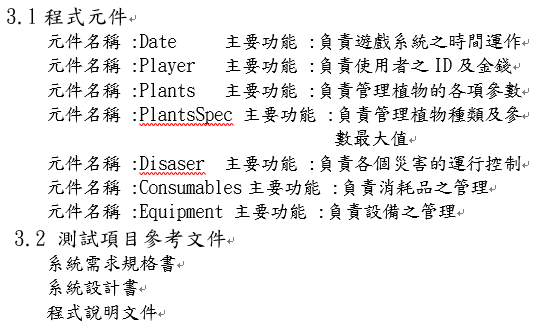 3.1 程式元件
元件名稱 :Date 主要功能 :負責遊戲系統之時間運作
元件名稱 :Player 主要功能 :負責使用者之 ID 及金錢
元件名稱 :Plants 主要功能 :負責管理植物的各項參數
元件名稱 :PlantsSpec 主要功能 :負責管理植物種類及參
數最大值
元件名稱 :Disaser 主要功能 :負責各個災害的運行控制
元件名稱 :Consumables 主要功能 :負責消耗品之管理
元件名稱 :Equipment 主要功能 :負責設備之管理
3.2 測試項目參考文件
系統需求規格書
系統設計書
程式說明文件